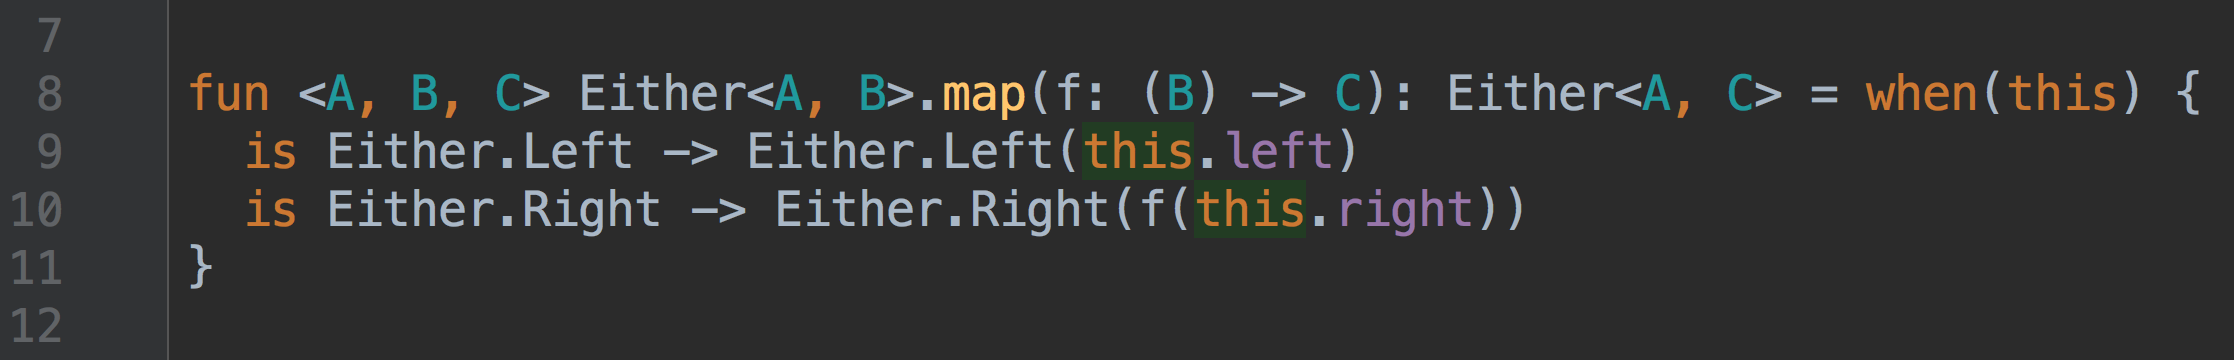 7
8 fun <A, B, C> Either<A, B>.map(f: (B) -> C): Either<A, C> = when(this) {
9 is Either.Left -> Either.Left(this.left)
10 is Either.Right -> Either.Right(f(this.right))
11 }
12